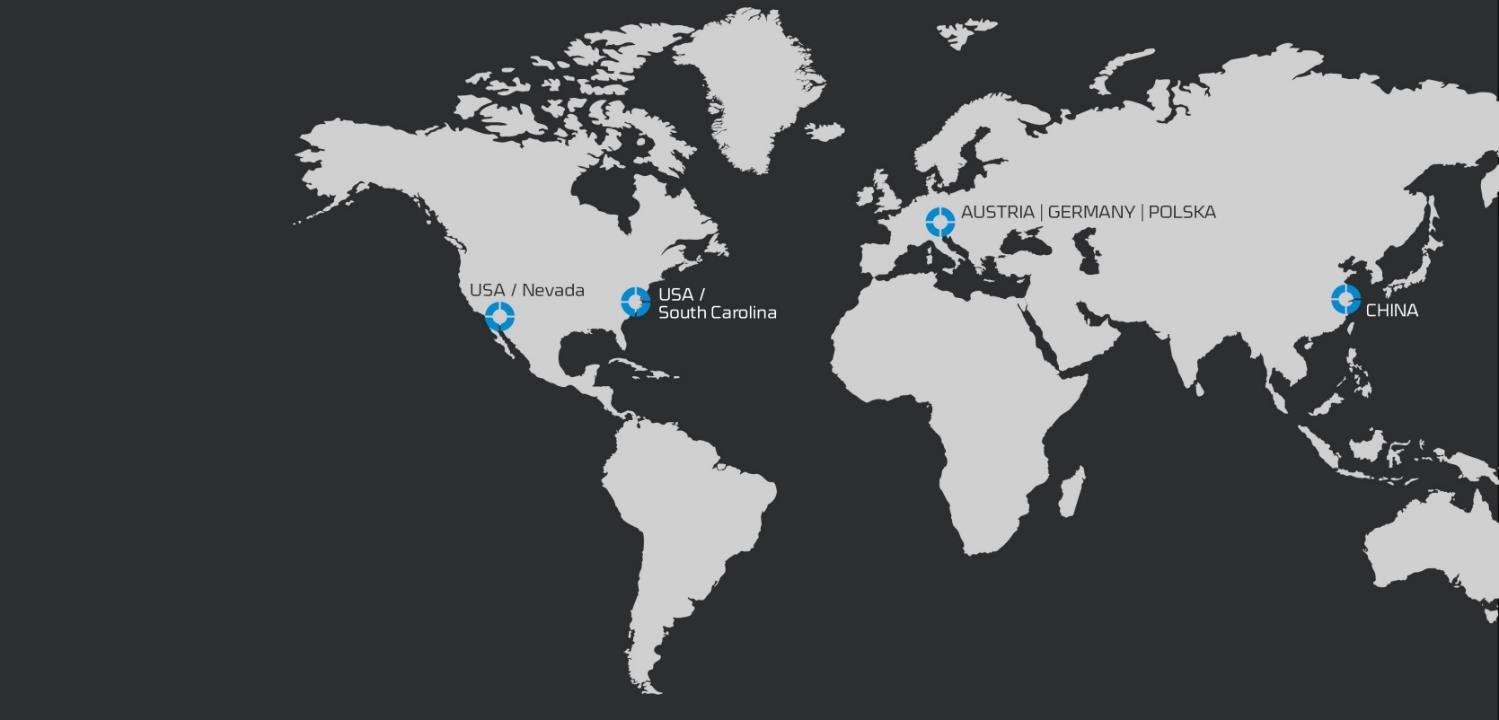 AUSTRIA | GERMANY | POLSKA
USA / Nevada
USA /
South Carolina
CHINA